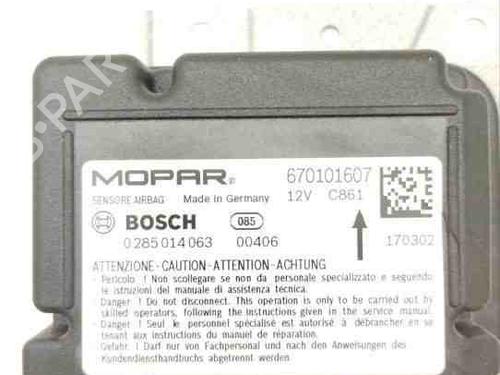 MOPAR® 670101607
SENSORE AIRBAG Made in Germany 12V C861
BOSCH 085
0 285 014 063 00406 170302
ATTENZIONE-CAUTION-ATTENTION-ACHTUNG
- Pericolo ! Non scollegare se non da personale specializzato e seguendo
le istruzioni del manuale di assistenza tecnica.
- Danger ! Do not disconnect. This operation is only to be carried out by
skilled operators, following the instructions given in the service manual.
- Danger ! Seul le personnel spécialisé est autorisé à débrancher en se
tenant aux instructions du manuel de réparation.
- Gefahr ! Darf nur von Fachpersonal und nach den Anweisungen des
Kundendiensthandbuchs abgetrennt werden.